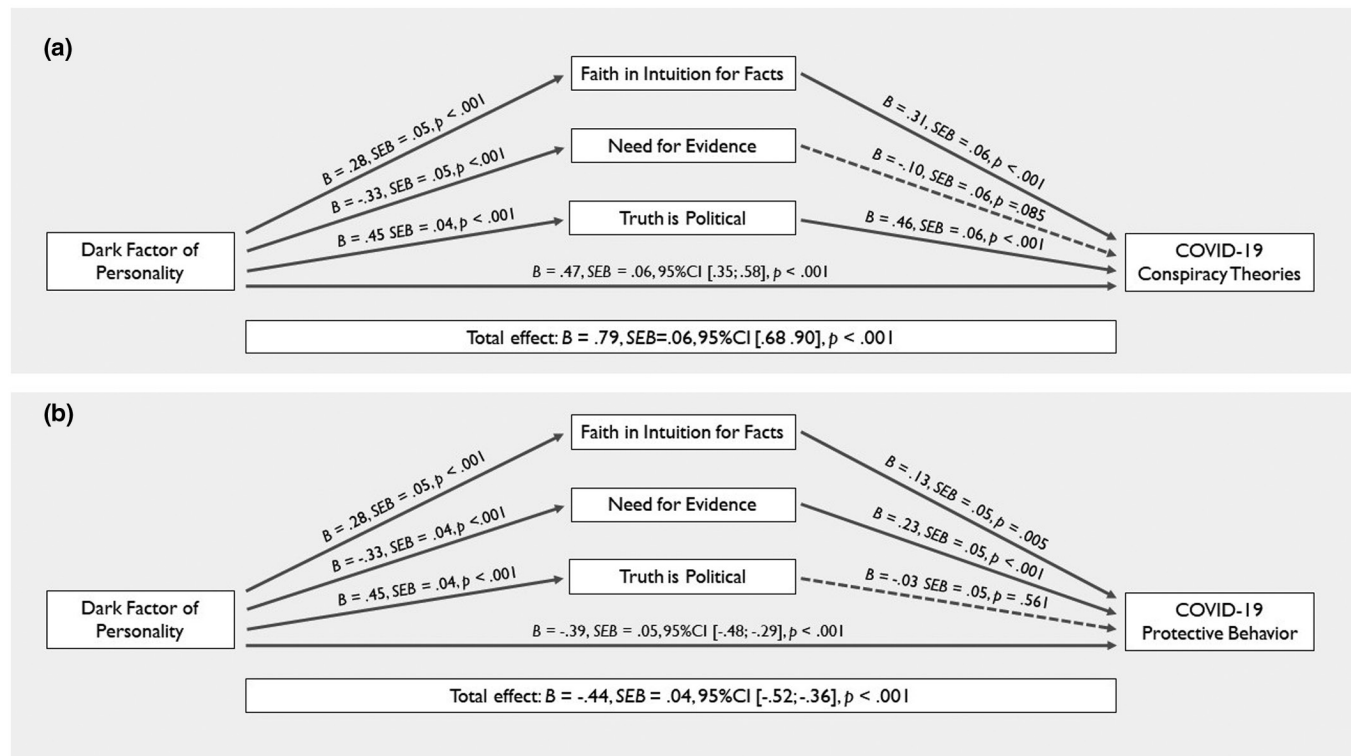 (a)
Faith in Intuition for Facts
B = .28, SEB = .05, p < .001
B = .31, SEB = .06, p < .001
Need for Evidence
B = -.33, SEB = .05, p <.001
B = -.10, SEB = .06, p =.085
Truth is Political
B = .45 SEB = .04, p < .001
B = .46, SEB = .06, p < .001
Dark Factor of
Personality
COVID-19
Conspiracy Theories
B = .47, SEB = .06, 95%CI [.35; .58], p < .001
Total effect: B = .79, SEB=.06, 95%CI [.68 .90], p < .001
(b)
Faith in Intuition for Facts
B = .28, SEB = .05, p < .001
B = .13, SEB = .05, p = .005
Need for Evidence
B = -.33, SEB = .04, p <.001
B = .23, SEB = .05, p < .001
Truth is Political
B = .45, SEB = .04, p < .001
B = -.03 SEB = .05, p = .561
Dark Factor of
Personality
COVID-19
Protective Behavior
B = -.39, SEB = .05, 95%CI [-.48; -.29], p < .001
Total effect: B = -.44, SEB = .04, 95%CI [-.52; -.36], p < .001